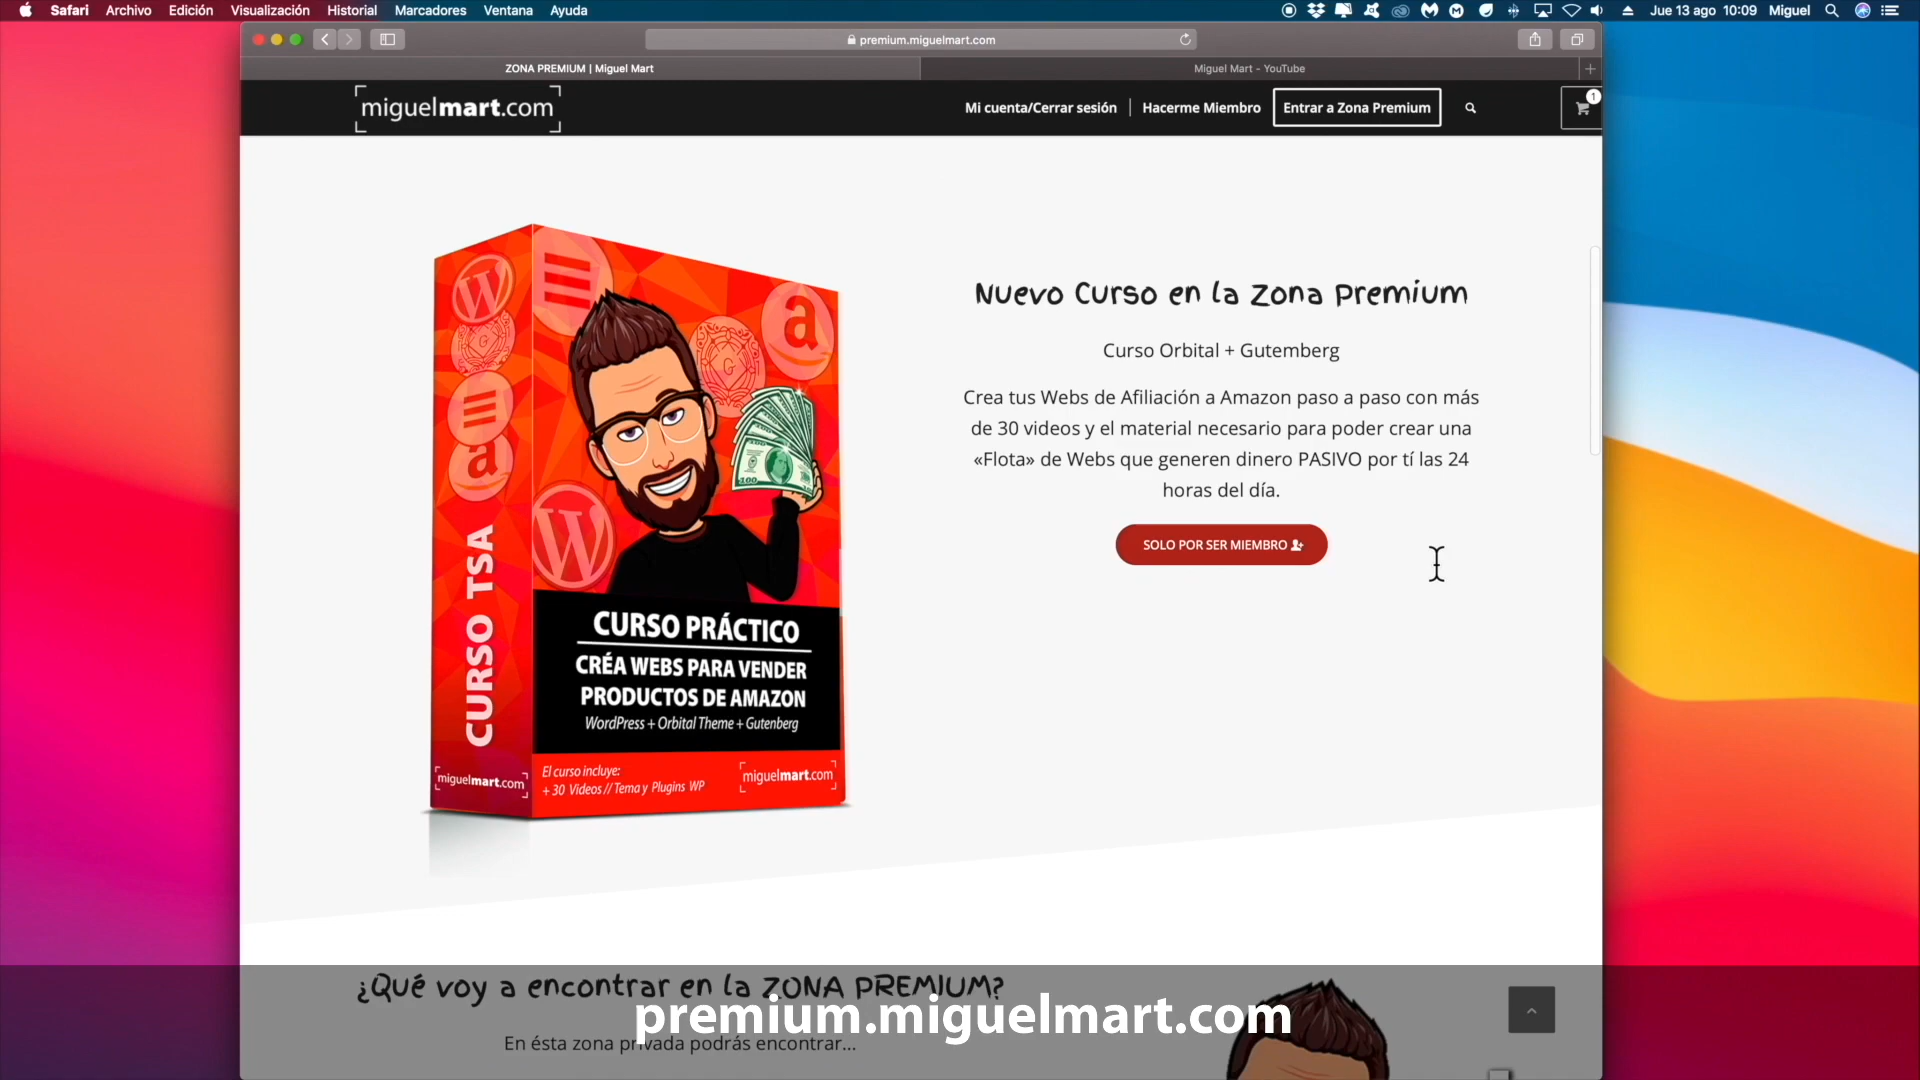 Safari Archivo Edición Visualización Historial Marcadores Ventana Ayuda
Jue 13 ago 10:09 Miguel
premium.miguelmart.com
ZONA PREMIUM | Miguel Mart
Miguel Mart - YouTube
miguelmart.com
Mi cuenta/Cerrar sesión
Hacerme Miembro
Entrar a Zona Premium
1
Nuevo Curso en la Zona Premium
Curso Orbital + Gutemberg
Crea tus Webs de Afiliación a Amazon paso a paso con más
de 30 videos y el material necesario para poder crear una
«Flota» de Webs que generen dinero PASIVO por tí las 24
horas del día.
SOLO POR SER MIEMBRO
CURSO TSA
miguelmart.com
CURSO PRÁCTICO
CRÉA WEBS PARA VENDER
PRODUCTOS DE AMAZON
WordPress + Orbital Theme + Gutenberg
El curso incluye:
+ 30 Videos // Tema y Plugins WP
miguelmart.com
¿Qué voy a encontrar en la ZONA PREMIUM?
premium.miguelmart.com
En ésta zona privada podrás encontrar...